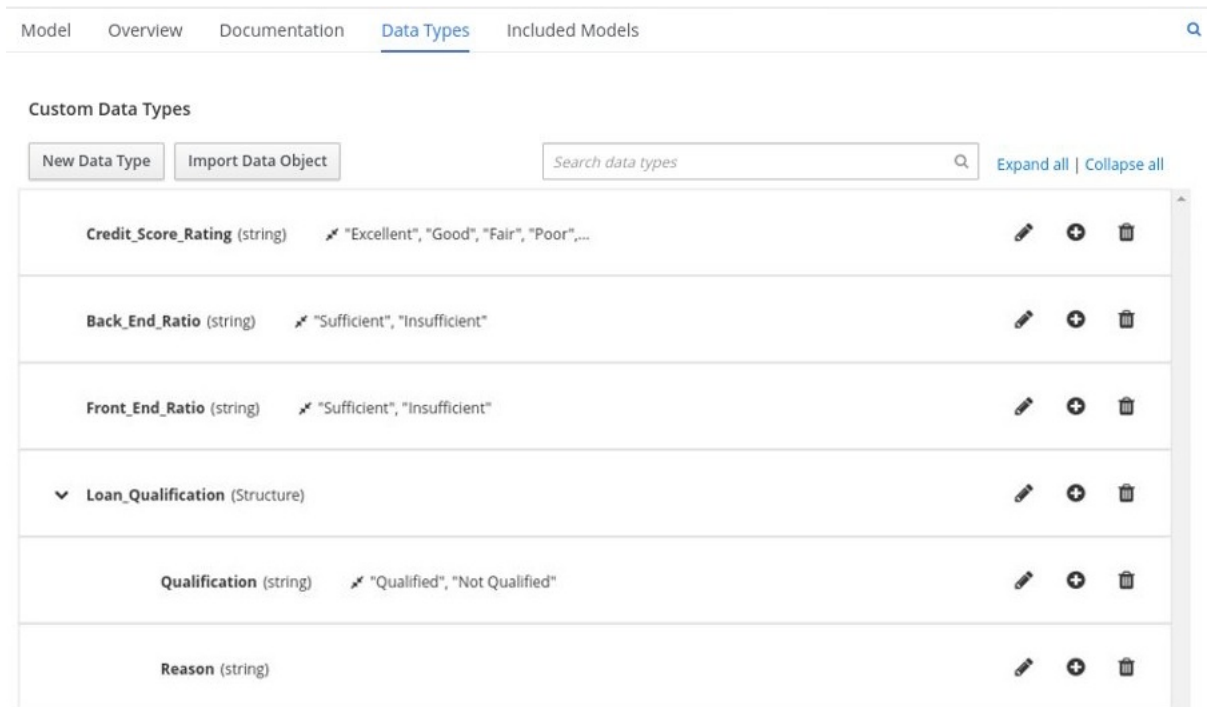 Model Overview Documentation Data Types Included Models
Custom Data Types
New Data Type Import Data Object Search data types Expand all | Collapse all
Credit_Score_Rating (string) "Excellent", "Good", "Fair", "Poor",...
Back_End_Ratio (string) "Sufficient", "Insufficient"
Front_End_Ratio (string) "Sufficient", "Insufficient"
Loan_Qualification (Structure)
Qualification (string) "Qualified", "Not Qualified"
Reason (string)